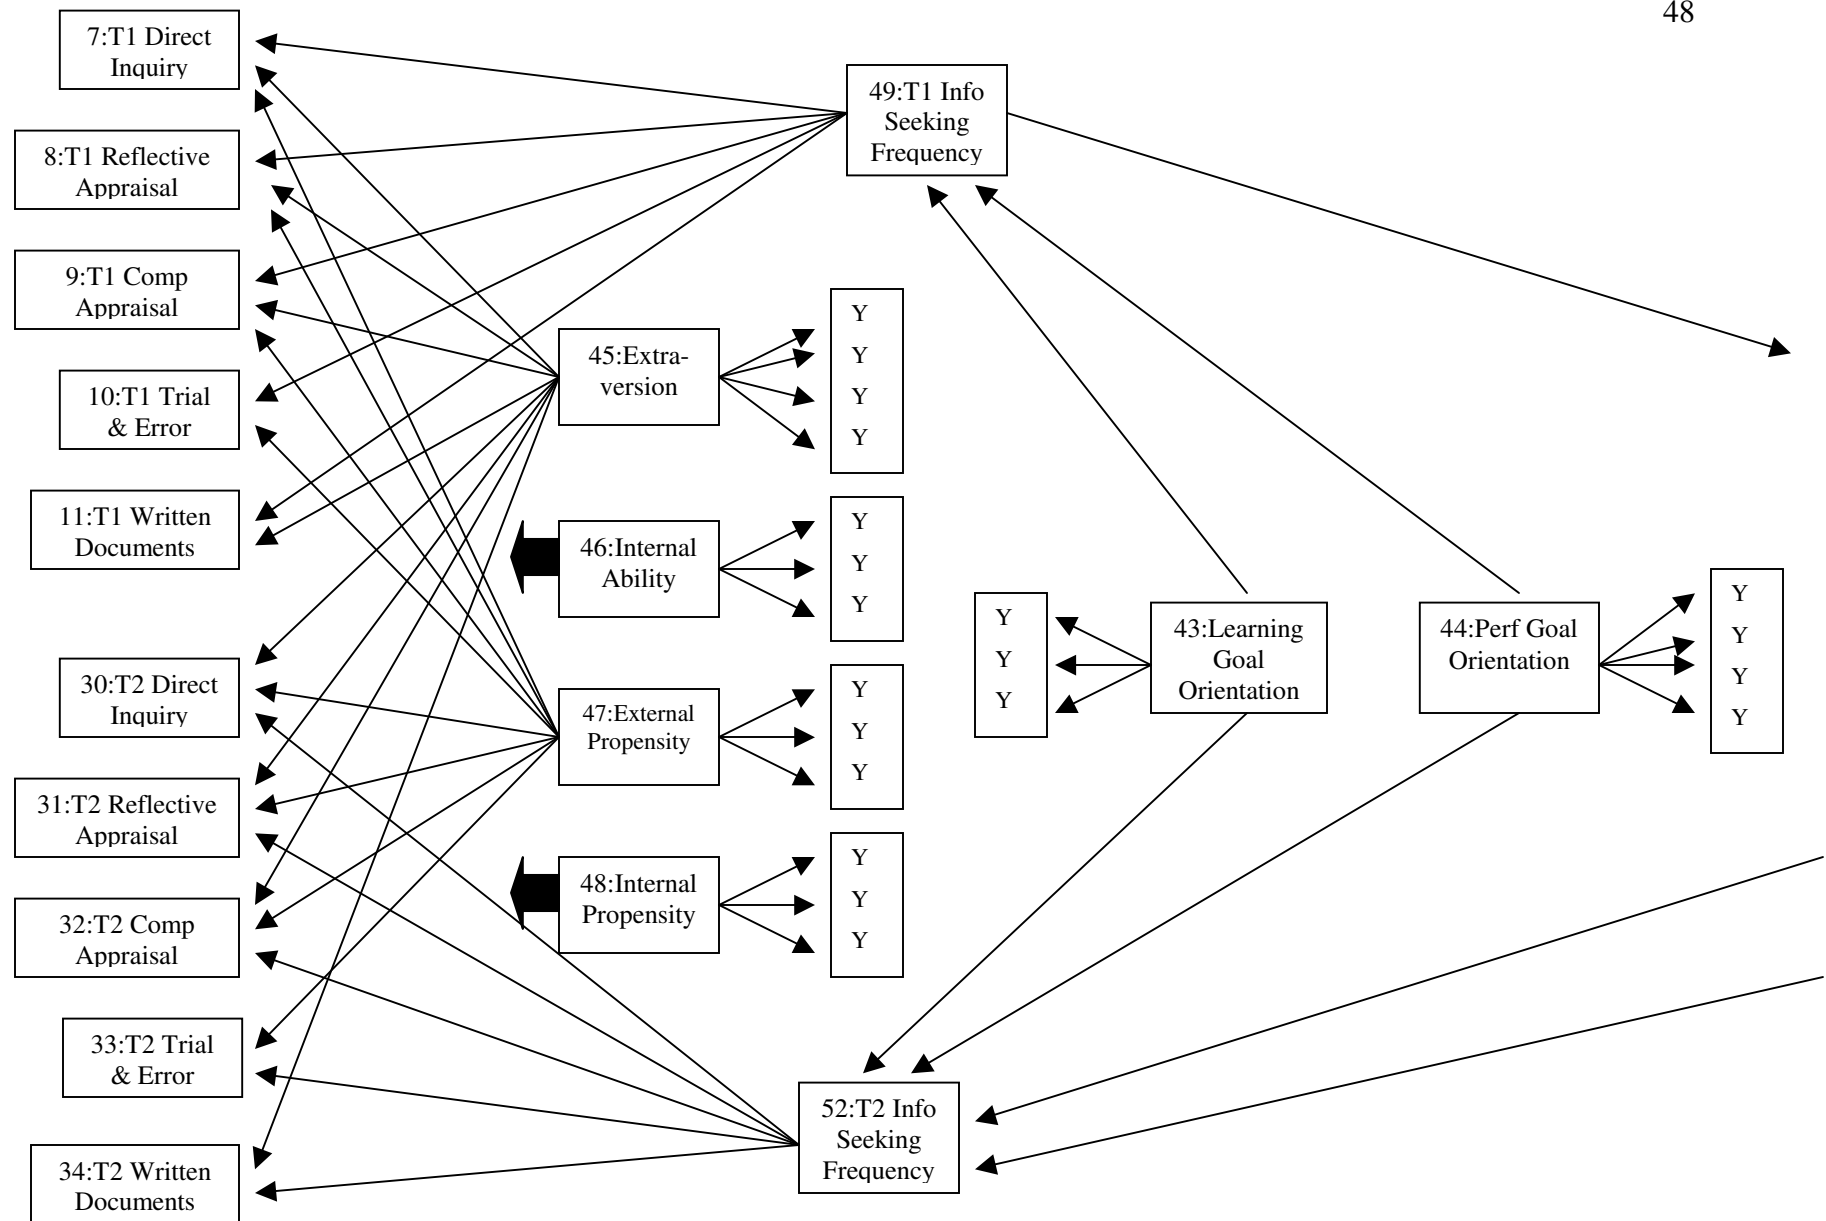 48
7:T1 Direct
Inquiry
8:T1 Reflective
Appraisal
9:T1 Comp
Appraisal
10:T1 Trial
& Error
11:T1 Written
Documents
30:T2 Direct
Inquiry
31:T2 Reflective
Appraisal
32:T2 Comp
Appraisal
33:T2 Trial
& Error
34:T2 Written
Documents
49:T1 Info
Seeking
Frequency
45:Extra-
version
Y
Y
Y
Y
46:Internal
Ability
Y
Y
Y
47:External
Propensity
Y
Y
Y
48:Internal
Propensity
Y
Y
Y
Y
Y
Y
43:Learning
Goal
Orientation
44:Perf Goal
Orientation
Y
Y
Y
Y
52:T2 Info
Seeking
Frequency